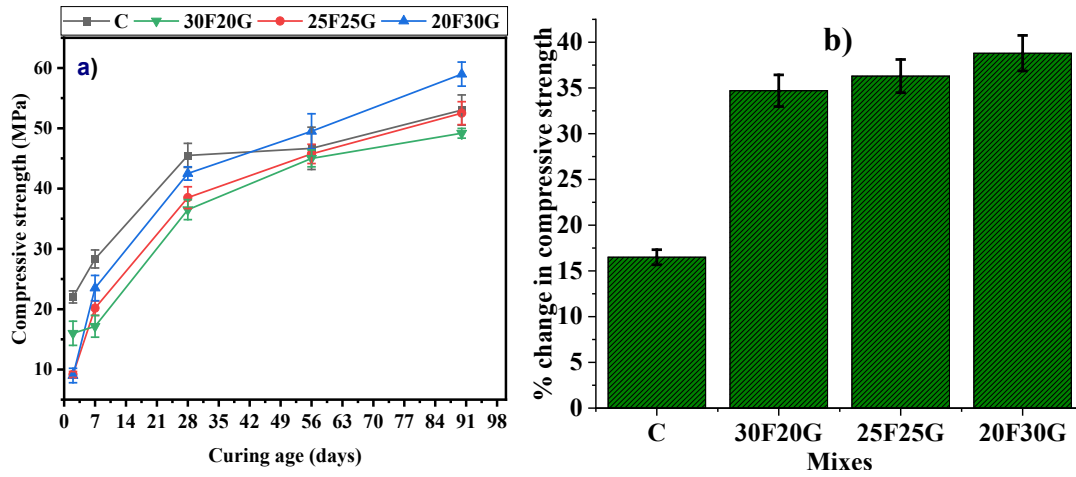 C 30F20G 25F25G 20F30G
a)
Compressive strength (MPa)
60
50
40
30
20
10
0 7 14 21 28 35 42 49 56 63 70 77 84 91 98
Curing age (days)
b)
% change in compressive strength
40
35
30
25
20
15
10
5
0
C 30F20G 25F25G 20F30G
Mixes